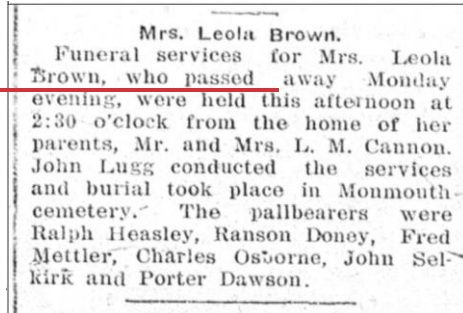 Mrs. Leola Brown.
Funeral services for Mrs. Leola
Brown, who passed away Monday
evening, were held this afternoon at
2:30 o'clock from the home of her
parents, Mr. and Mrs. L. M. Cannon.
John Lugg conducted the services
and burial took place in Monmouth
cemetery. The pallbearers were
Ralph Heasley, Ranson Doney, Fred
Mettler, Charles Osborne, John Sel-
kirk and Porter Dawson.